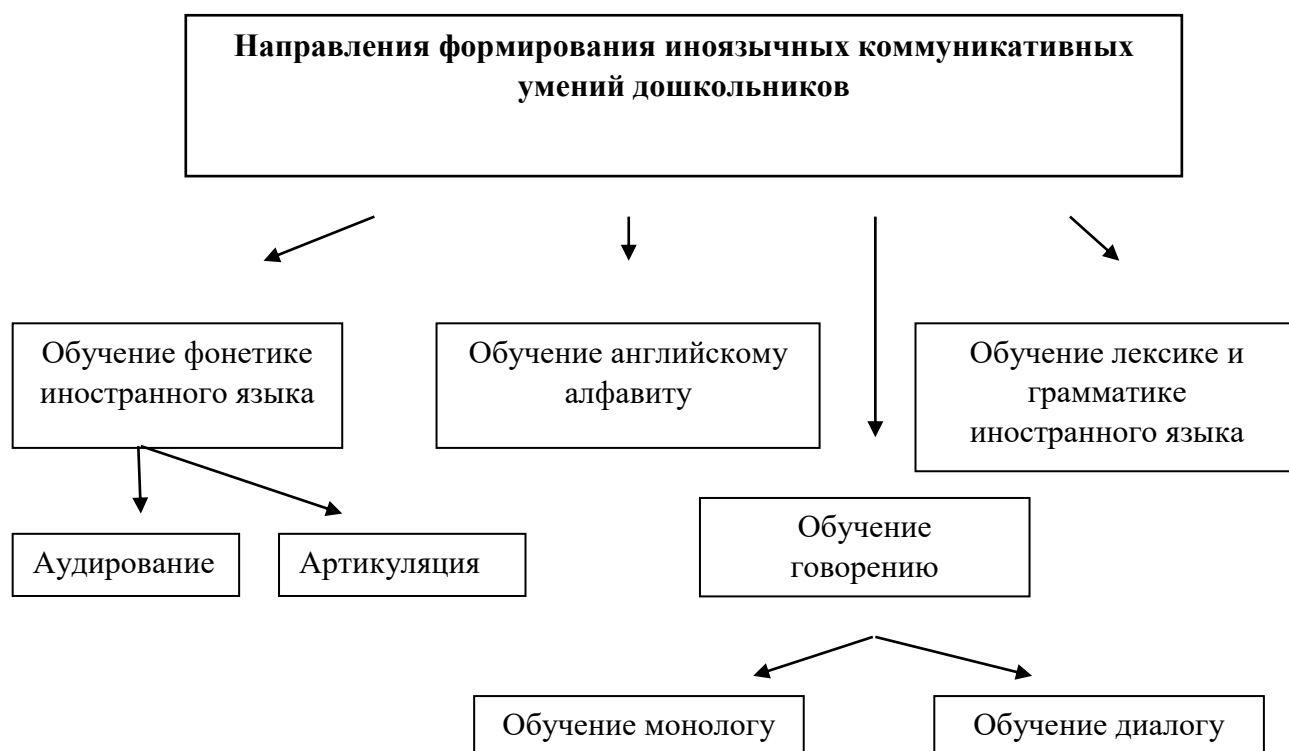 Направления формирования иноязычных коммуникативных
умений дошкольников
Обучение фонетике
иностранного языка
Обучение английскому
алфавиту
Обучение лексике и
грамматике
иностранного языка
Аудирование
Артикуляция
Обучение
говорению
Обучение монологу
Обучение диалогу